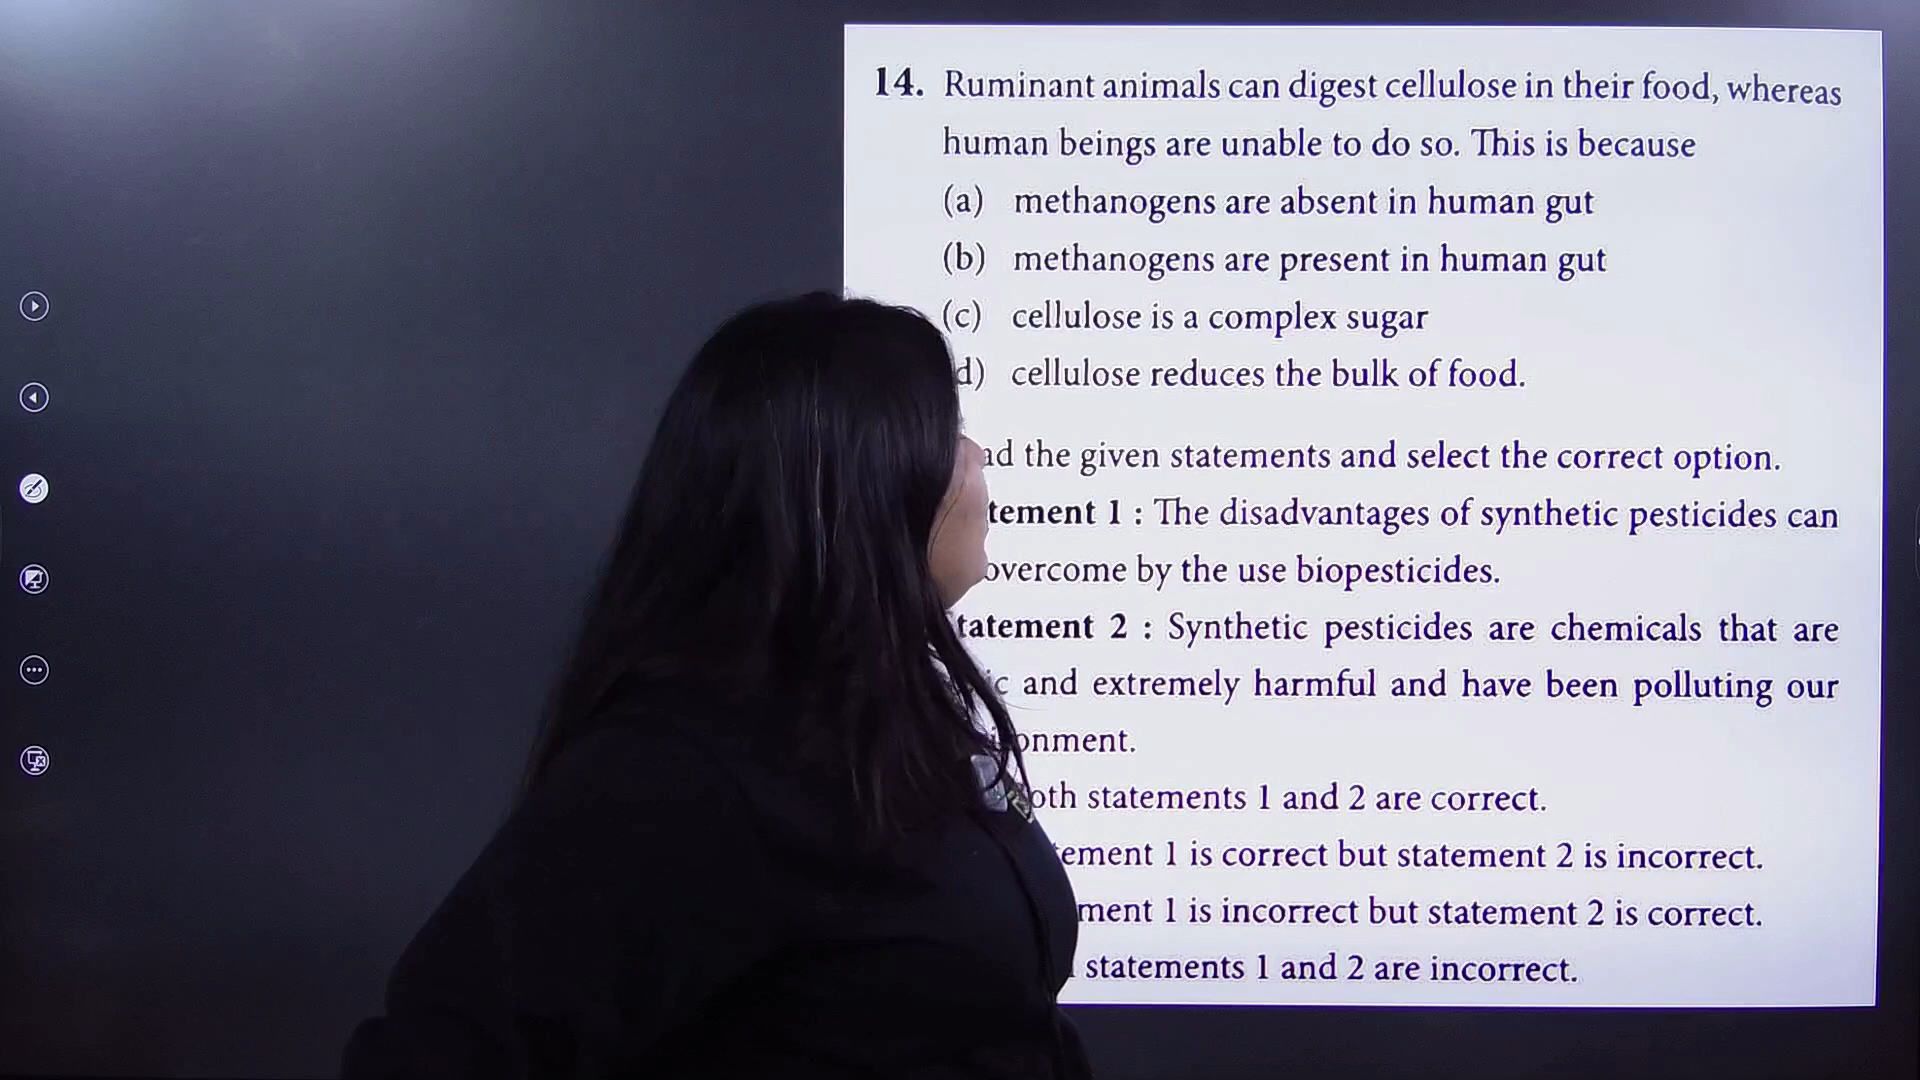 14. Ruminant animals can digest cellulose in their food, whereas
human beings are unable to do so. This is because
(a) methanogens are absent in human gut
(b) methanogens are present in human gut
(c) cellulose is a complex sugar
d) cellulose reduces the bulk of food.
the given statements and select the correct option.
1 : The disadvantages of synthetic pesticides can
overcome by the use biopesticides.
tatement 2 : Synthetic pesticides are chemicals that are
and extremely harmful and have been polluting our
onment.
oth statements 1 and 2 are correct.
ement 1 is correct but statement 2 is incorrect.
ment 1 is incorrect but statement 2 is correct.
statements 1 and 2 are incorrect.